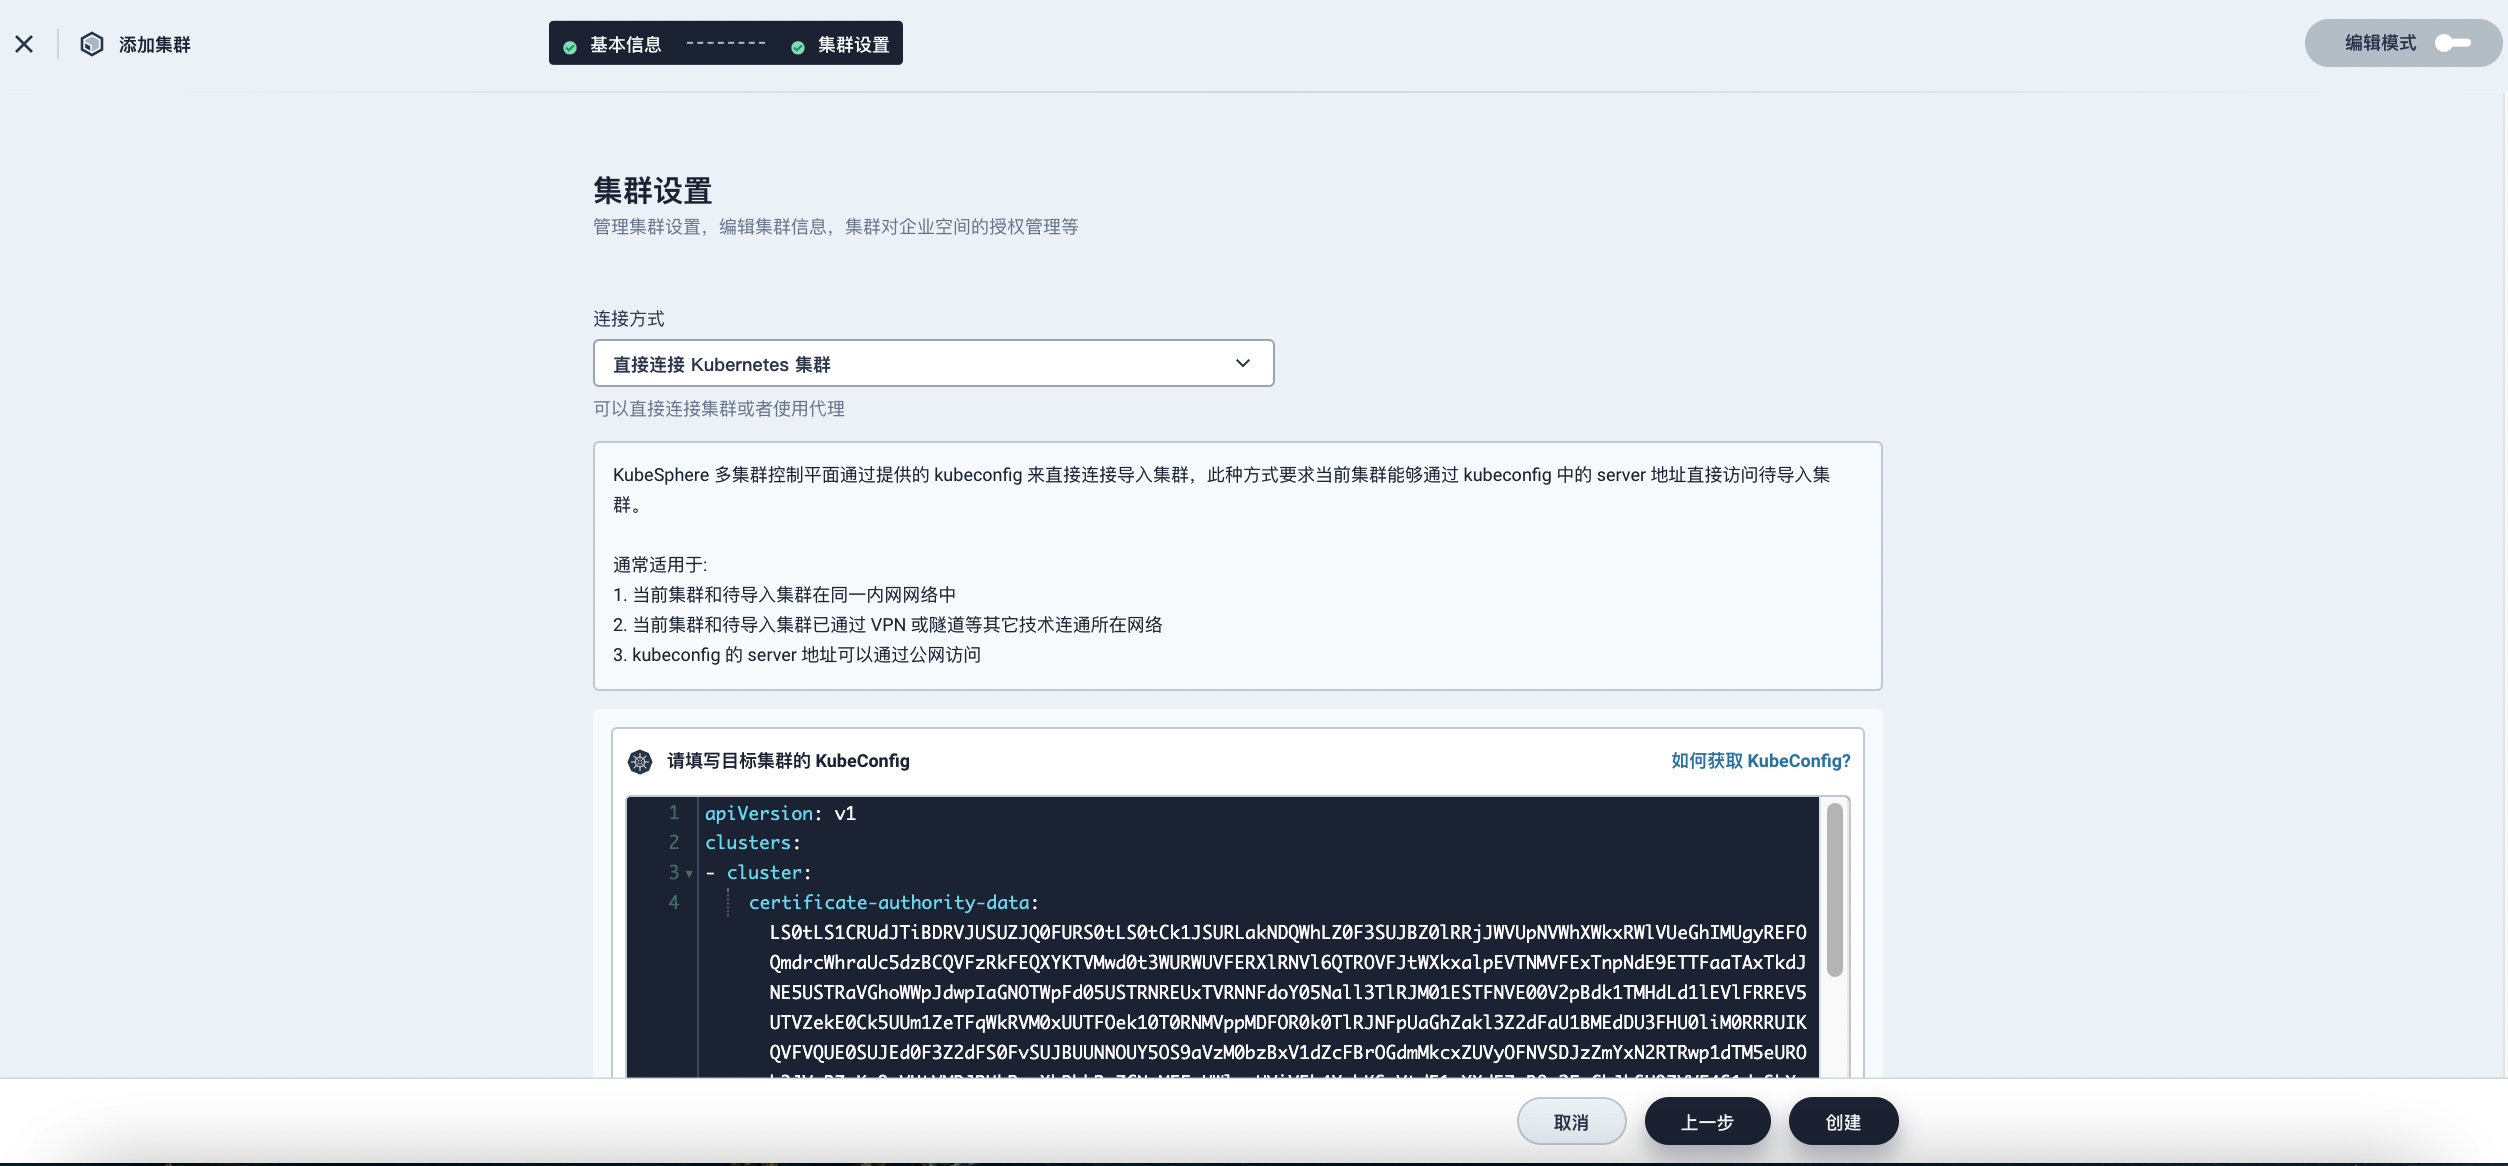 添加集群
基本信息 -------- 集群设置
编辑模式
集群设置
管理集群设置，编辑集群信息，集群对企业空间的授权管理等
连接方式
直接连接 Kubernetes 集群
可以直接连接集群或者使用代理
KubeSphere 多集群控制平面通过提供的 kubeconfig 来直接连接导入集群，此种方式要求当前集群能够通过 kubeconfig 中的 server 地址直接访问待导入集
群。
通常适用于:
1. 当前集群和待导入集群在同一内网网络中
2. 当前集群和待导入集群已通过 VPN 或隧道等其它技术连通所在网络
3. kubeconfig 的 server 地址可以通过公网访问
请填写目标集群的 KubeConfig
如何获取 KubeConfig?
1 apiVersion: v1
2 clusters:
3 - cluster:
4 certificate-authority-data:
LS0tLS1CRUdJTiBDRVJUSUZJQ0FURS0tLS0tCk1JSURLakNDQWhLZ0F3SUJBZ0lRRjJWVUpNVWhXWkxRWlVUeGhIMUgyREFO
QmdrcWhraUc5dzBCQVFzRkFEQXYKTVMwd0t3WURWUVFERXlRNVl6QTROVFJtWXkxalpEVTNMVFExTnpNdE9ETTFaaTAxTkdJ
NE5USTRaVGhoWWpJdwpIaGNOTWpFd05USTRNREUxTVRNNFdoY05Nall3TlRJM01ESTFNVE00V2pBdk1TMHdLd1lEVlFRREV5
UTVZekE0Ck5UUm1ZeTFqWkRVM0xUUTFOek10T0RNMVppMDFOR0k0TlRJNFpUaGhZakl3Z2dFaU1BMEdDU3FHU0liM0RRRUIK
QVFVQUE0SUJEd0F3Z2dFS0FvSUJBUUNNOUY5OS9aVzM0bzBxV1dZcFBrOGdmMkcxZUVyOFNVSDJzZmYxN2RTRwp1dTM5eURO
取消
上一步
创建